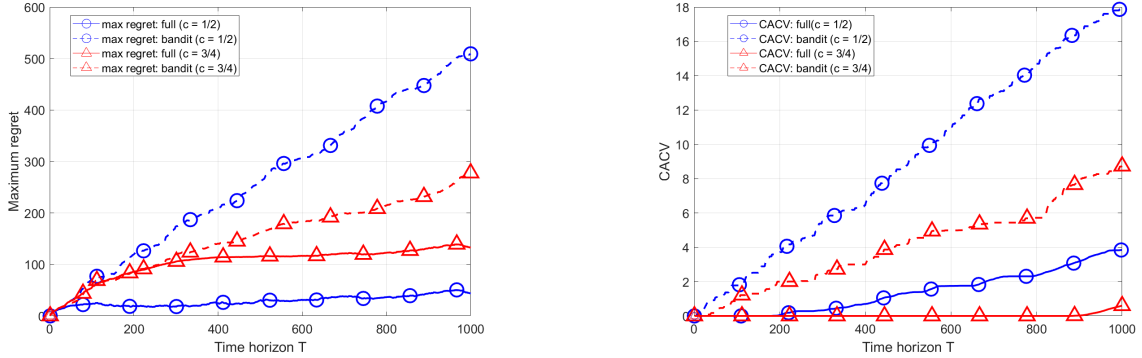 600
500
400
300
200
100
0
Maximum regret
max regret: full (c = 1/2)
max regret: bandit (c = 1/2)
max regret: full (c = 3/4)
max regret: bandit (c = 3/4)
0 200 400 600 800 1000
Time horizon T
18
16
14
12
10
8
6
4
2
0
CACV
CACV: full(c = 1/2)
CACV: bandit (c = 1/2)
CACV: full (c = 3/4)
CACV: bandit (c = 3/4)
0 200 400 600 800 1000
Time horizon T